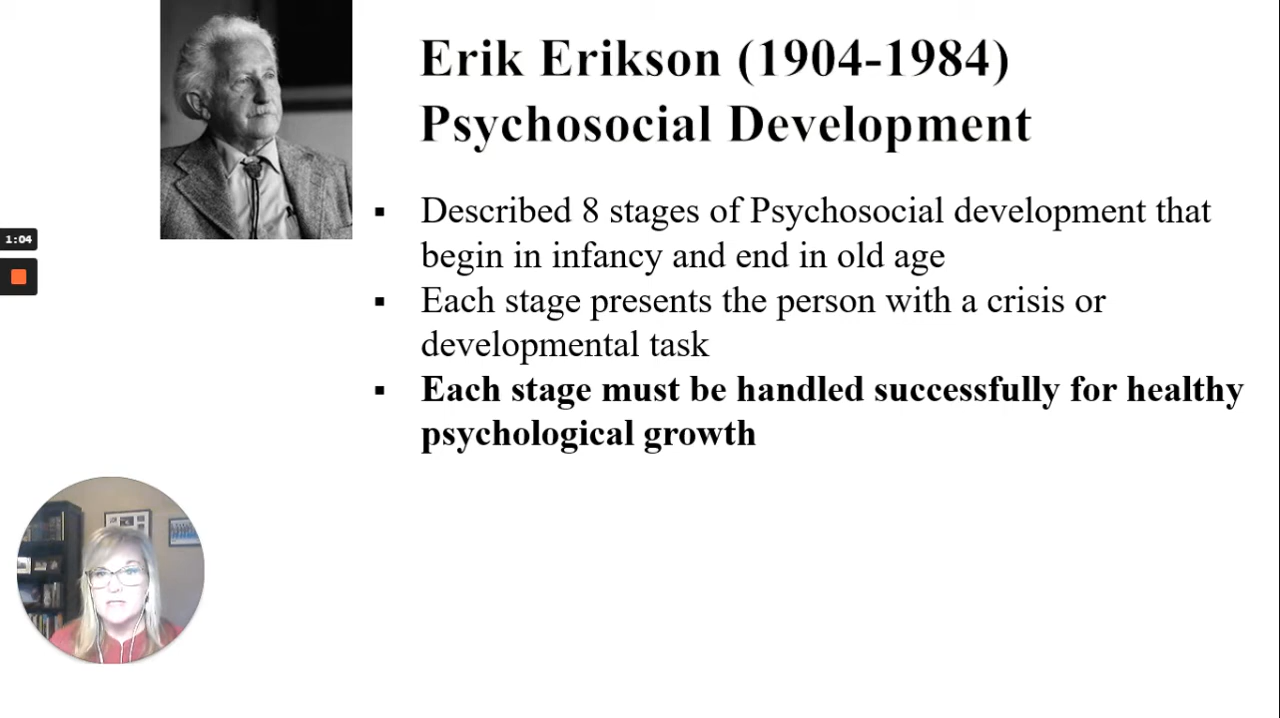 Erik Erikson (1904-1984)
Psychosocial Development
▪ Described 8 stages of Psychosocial development that
begin in infancy and end in old age
▪ Each stage presents the person with a crisis or
developmental task
▪ Each stage must be handled successfully for healthy
psychological growth
1:04